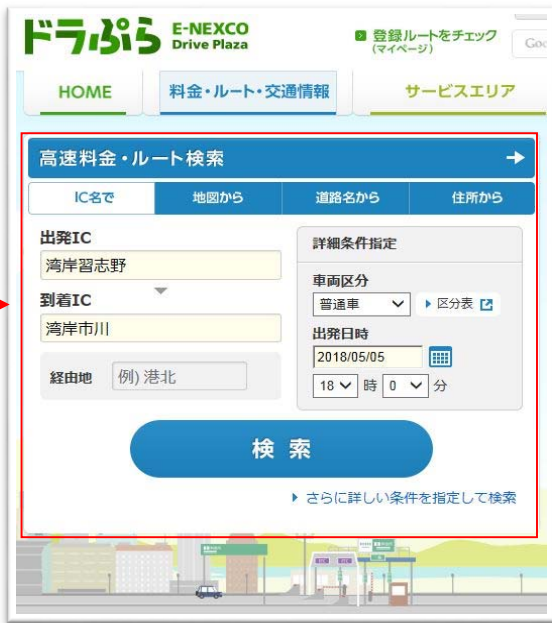 ドラぷら E-NEXCO
Drive Plaza
登録ルートをチェック
(マイページ)
HOME 料金・ルート・交通情報 サービスエリア
高速料金・ルート検索
IC名で 地図から 道路名から 住所から
出発IC
湾岸習志野
到着IC
湾岸市川
経由地 例) 港北
詳細条件指定
車両区分
普通車 区分表
出発日時
2018/05/05
18 時 0 分
検索
さらに詳しい条件を指定して検索